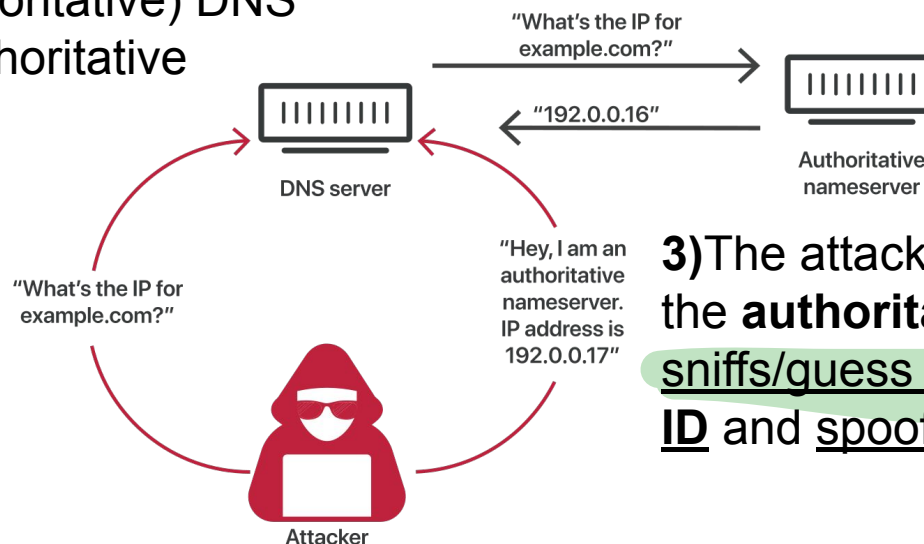 oritative) DNS
horitative
"What's the IP for
example.com?"
"192.0.0.16"
DNS server
Authoritative
nameserver
"What's the IP for
example.com?"
"Hey, I am an
authoritative
nameserver.
IP address is
192.0.0.17"
3)The attack
the authorita
sniffs/guess
ID and spoof
Attacker